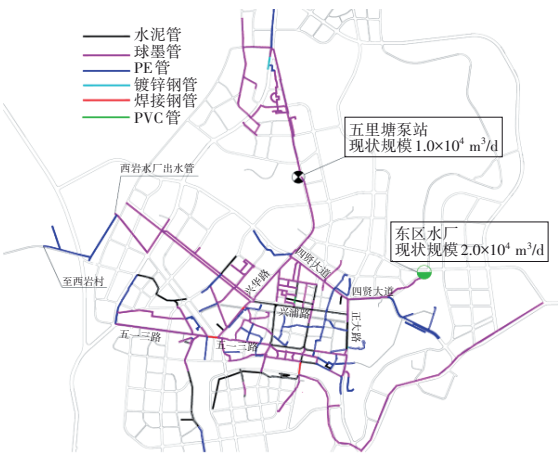 水泥管
球墨管
PE管
镀锌钢管
焊接钢管
PVC管
五里塘泵站
现状规模1.0×10⁴ m³/d
西岩水厂出水管
东区水厂
现状规模2.0×10⁴ m³/d
四贤大道
兴华路
至西岩村
四贤大道
兴浦路
正大路
五一三路
五一三路